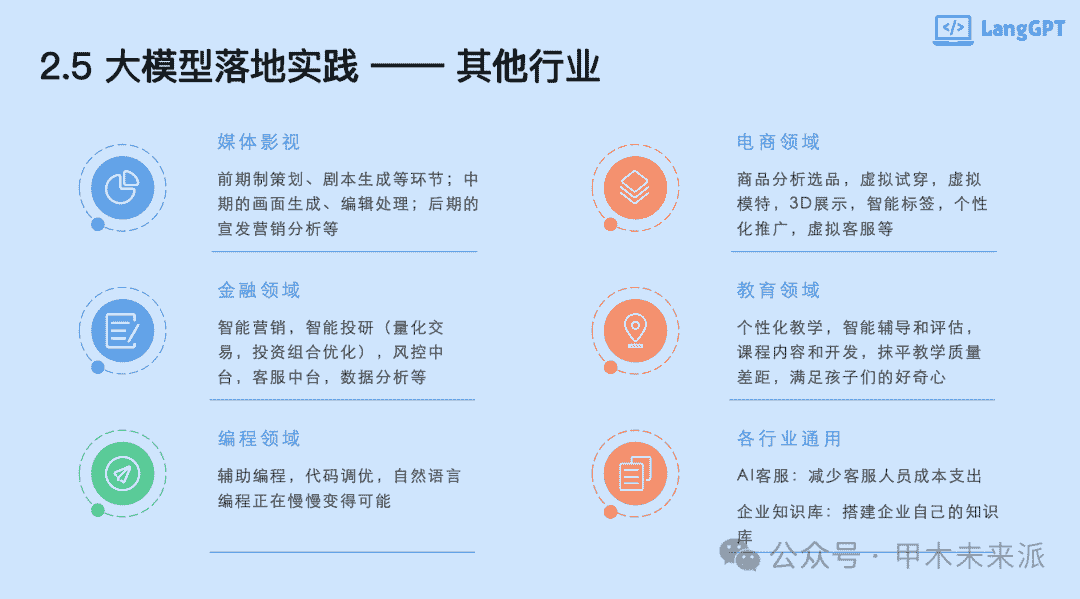 </> LangGPT
2.5 大模型落地实践 —— 其他行业
媒体影视
前期制策划、剧本生成等环节；中
期的画面生成、编辑处理；后期的
宣发营销分析等
电商领域
商品分析选品，虚拟试穿，虚拟
模特，3D展示，智能标签，个性
化推广，虚拟客服等
金融领域
智能营销，智能投研（量化交
易，投资组合优化），风控中
台，客服中台，数据分析等
教育领域
个性化教学，智能辅导和评估，
课程内容和开发，抹平教学质量
差距，满足孩子们的好奇心
编程领域
辅助编程，代码调优，自然语言
编程正在慢慢变得可能
各行业通用
AI客服：减少客服人员成本支出
企业知识库：搭建企业自己的知识
库
公众号·甲木未来派